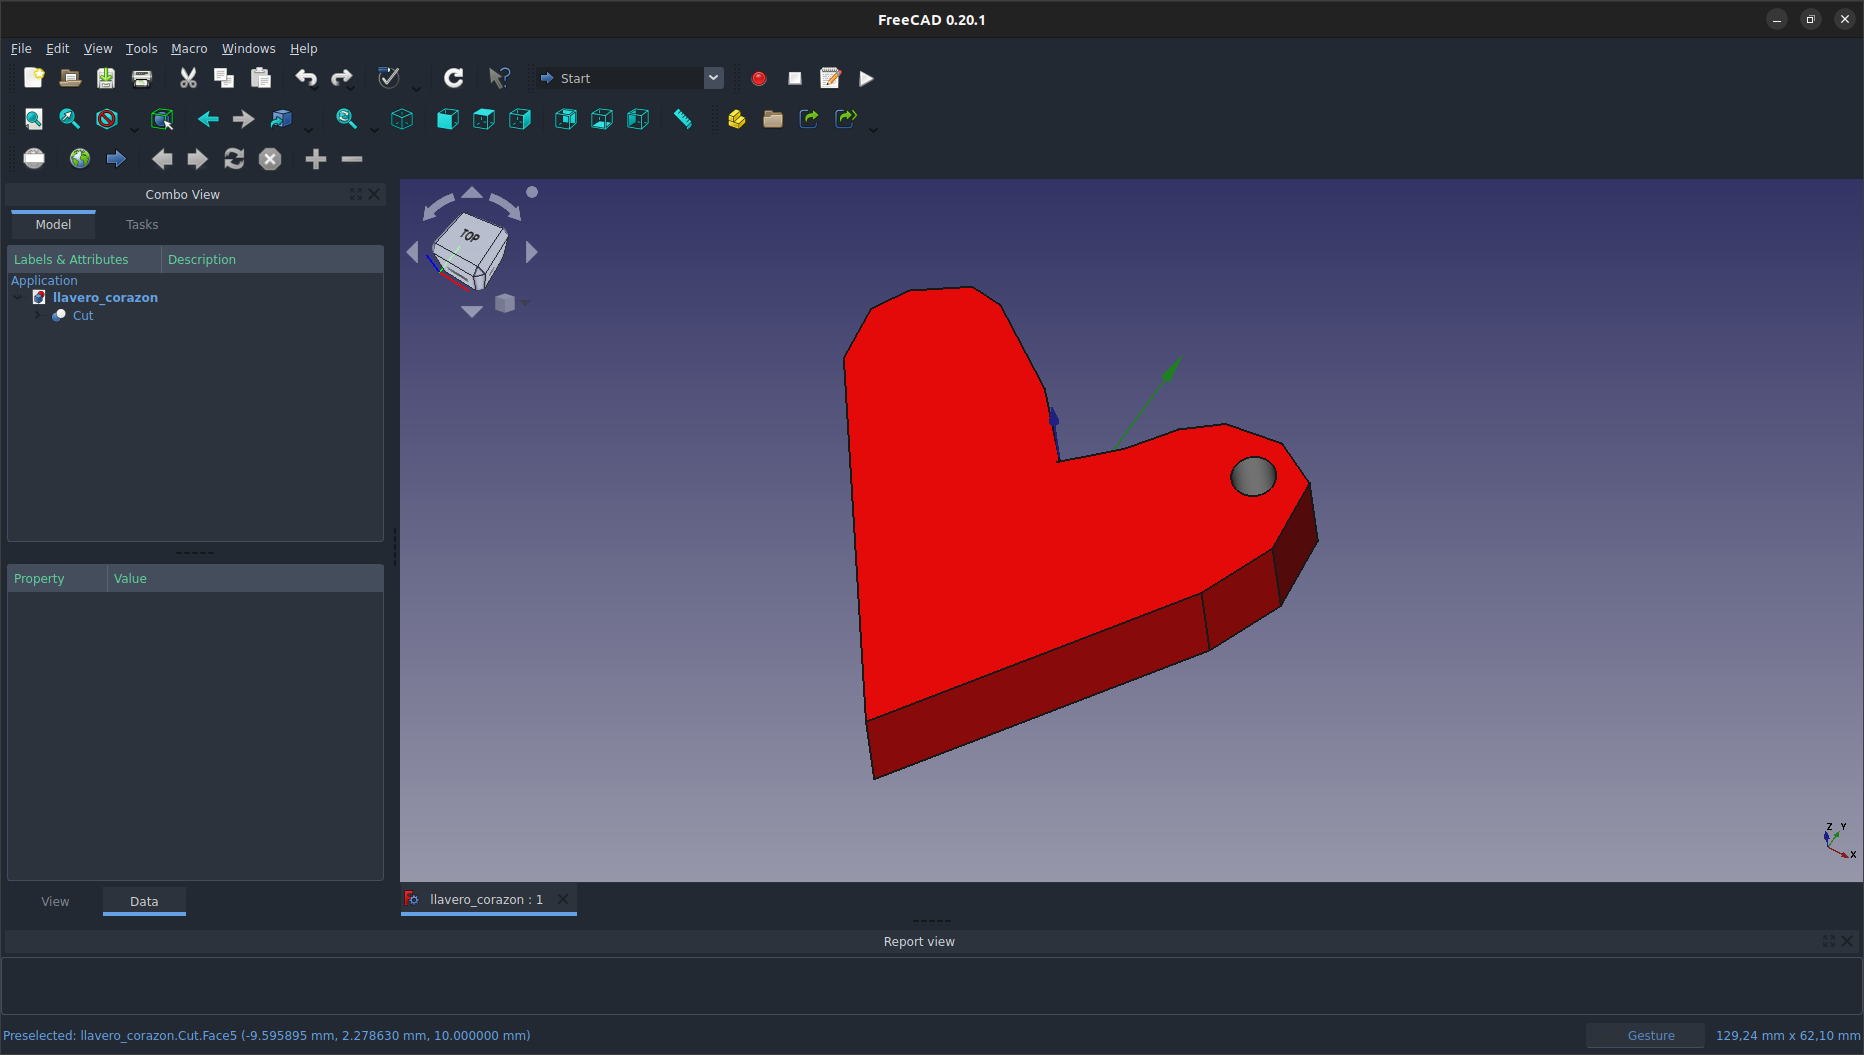 FreeCAD 0.20.1
File Edit View Tools Macro Windows Help
Start
Combo View
Model Tasks
Labels & Attributes Description
Application
llavero_corazon
Cut
TOP
Property Value
View Data
Z Y
X
llavero_corazon : 1
Report view
Preselected: llavero_corazon.Cut.Face5 (-9.595895 mm, 2.278630 mm, 10.000000 mm)
Gesture 129,24 mm x 62,10 mm